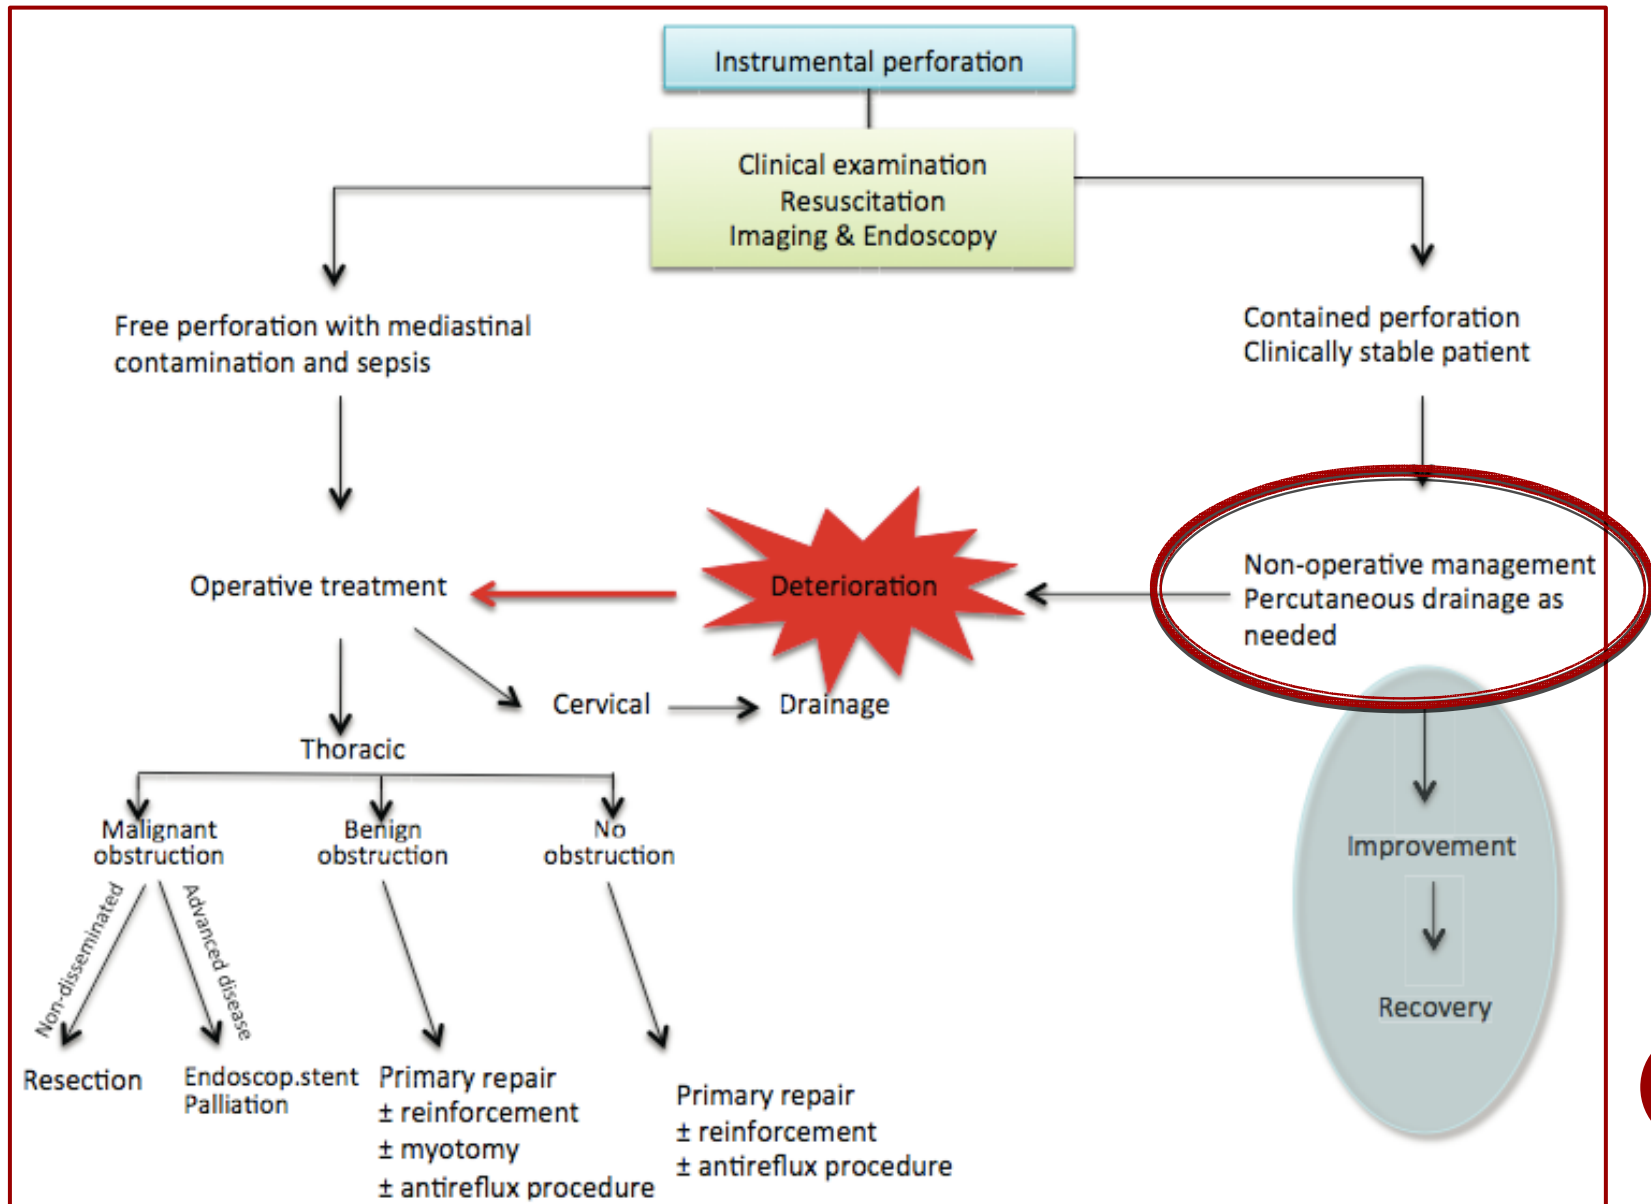 Instrumental perforation
Clinical examination
Resuscitation
Imaging & Endoscopy
Free perforation with mediastinal
contamination and sepsis
Contained perforation
Clinically stable patient
Operative treatment
Deterioration
Non-operative management
Percutaneous drainage as
needed
Cervical
Drainage
Thoracic
Malignant
obstruction
Benign
obstruction
No
obstruction
Improvement
Non-disseminated
Advanced disease
Recovery
Resection
Endoscop.stent
Palliation
Primary repair
± reinforcement
± myotomy
± antireflux procedure
Primary repair
± reinforcement
± antireflux procedure